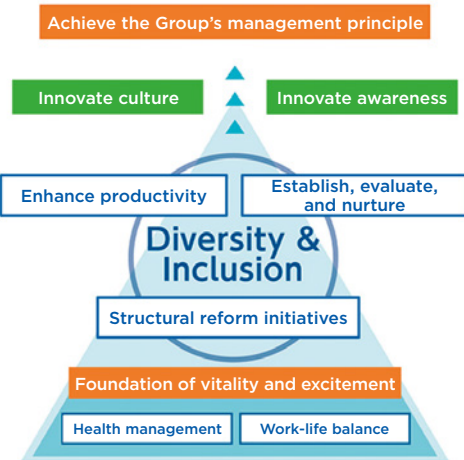 Achieve the Group's management principle
Innovate culture
Innovate awareness
Enhance productivity
Establish, evaluate,
and nurture
Diversity &
Inclusion
Structural reform initiatives
Foundation of vitality and excitement
Health management
Work-life balance